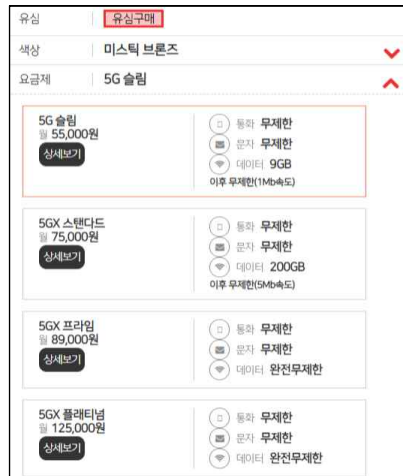 유심 유심구매
색상 미스틱 브론즈
요금제 5G 슬림
5G 슬림
월 55,000원
상세보기
통화 무제한
문자 무제한
데이터 9GB
이후 무제한(1Mb속도)
5GX 스탠다드
월 75,000원
상세보기
통화 무제한
문자 무제한
데이터 200GB
이후 무제한(5Mb속도)
5GX 프라임
월 89,000원
상세보기
통화 무제한
문자 무제한
데이터 완전무제한
5GX 플래티넘
월 125,000원
상세보기
통화 무제한
문자 무제한
데이터 완전무제한